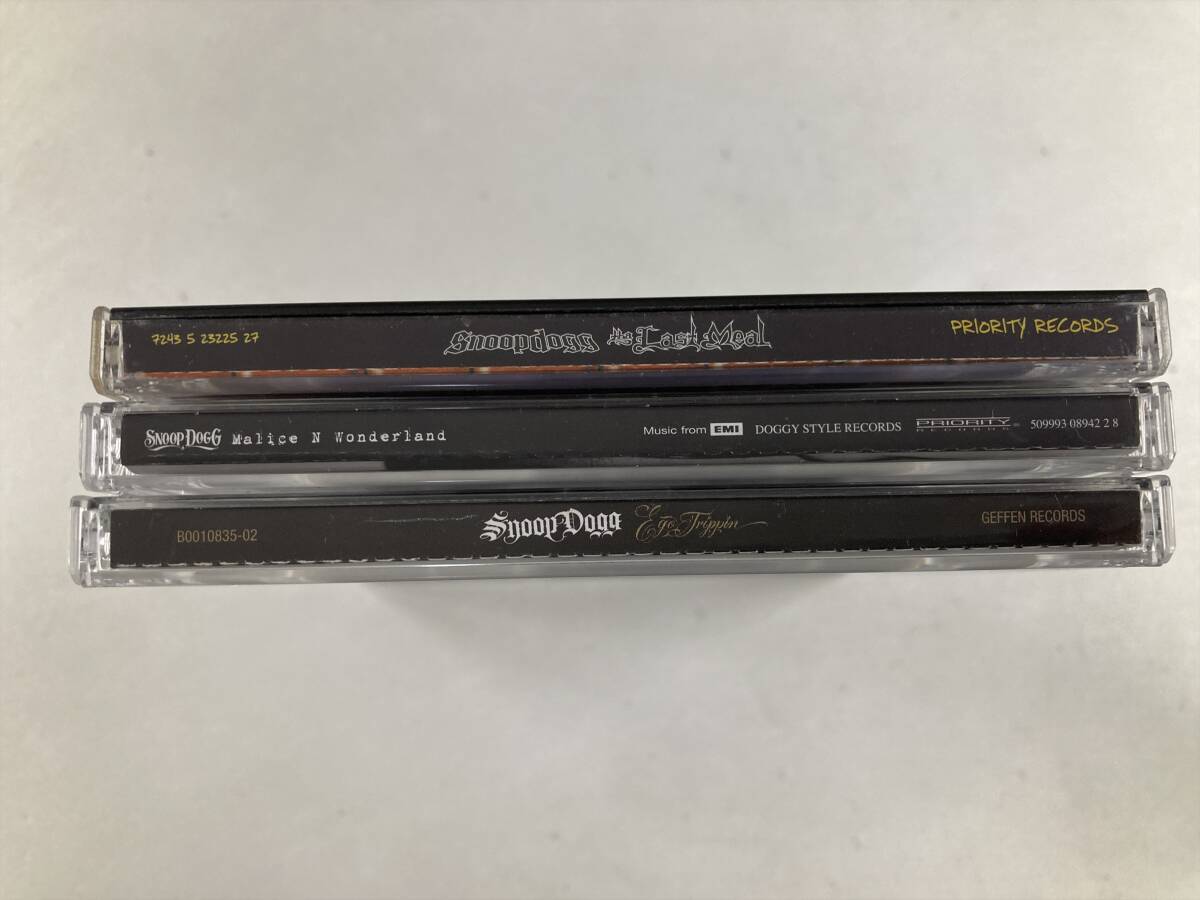 7243 5 23225 27 Snoopdogg tha Last Meal PRIORITY RECORDS
SNOOP DOGG Malice N Wonderland Music from EMI DOGGY STYLE RECORDS PRIORITY RECORDS 509993 08942 2 8
B0010835-02 Snoop Dogg Ego Trippin GEFFEN RECORDS